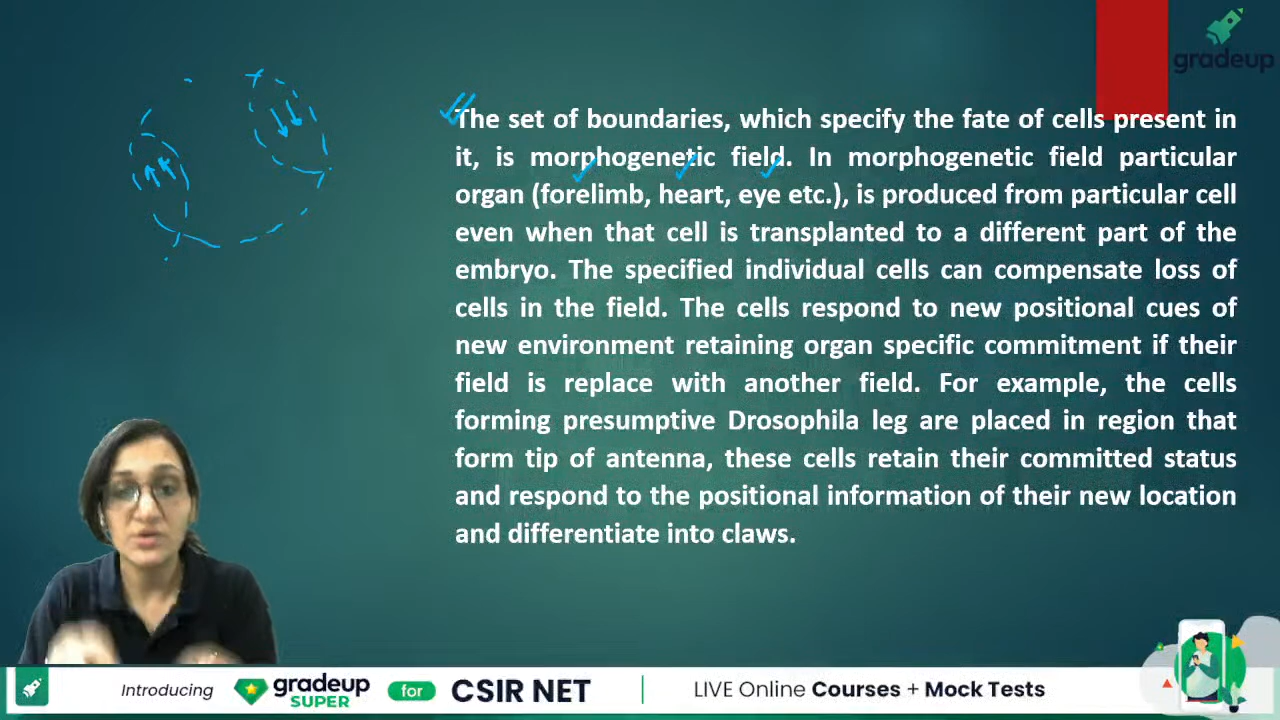 gradeup
The set of boundaries, which specify the fate of cells present in
it, is morphogenetic field. In morphogenetic field particular
organ (forelimb, heart, eye etc.), is produced from particular cell
even when that cell is transplanted to a different part of the
embryo. The specified individual cells can compensate loss of
cells in the field. The cells respond to new positional cues of
new environment retaining organ specific commitment if their
field is replace with another field. For example, the cells
forming presumptive Drosophila leg are placed in region that
form tip of antenna, these cells retain their committed status
and respond to the positional information of their new location
and differentiate into claws.
Introducing gradeup SUPER for CSIR NET LIVE Online Courses + Mock Tests